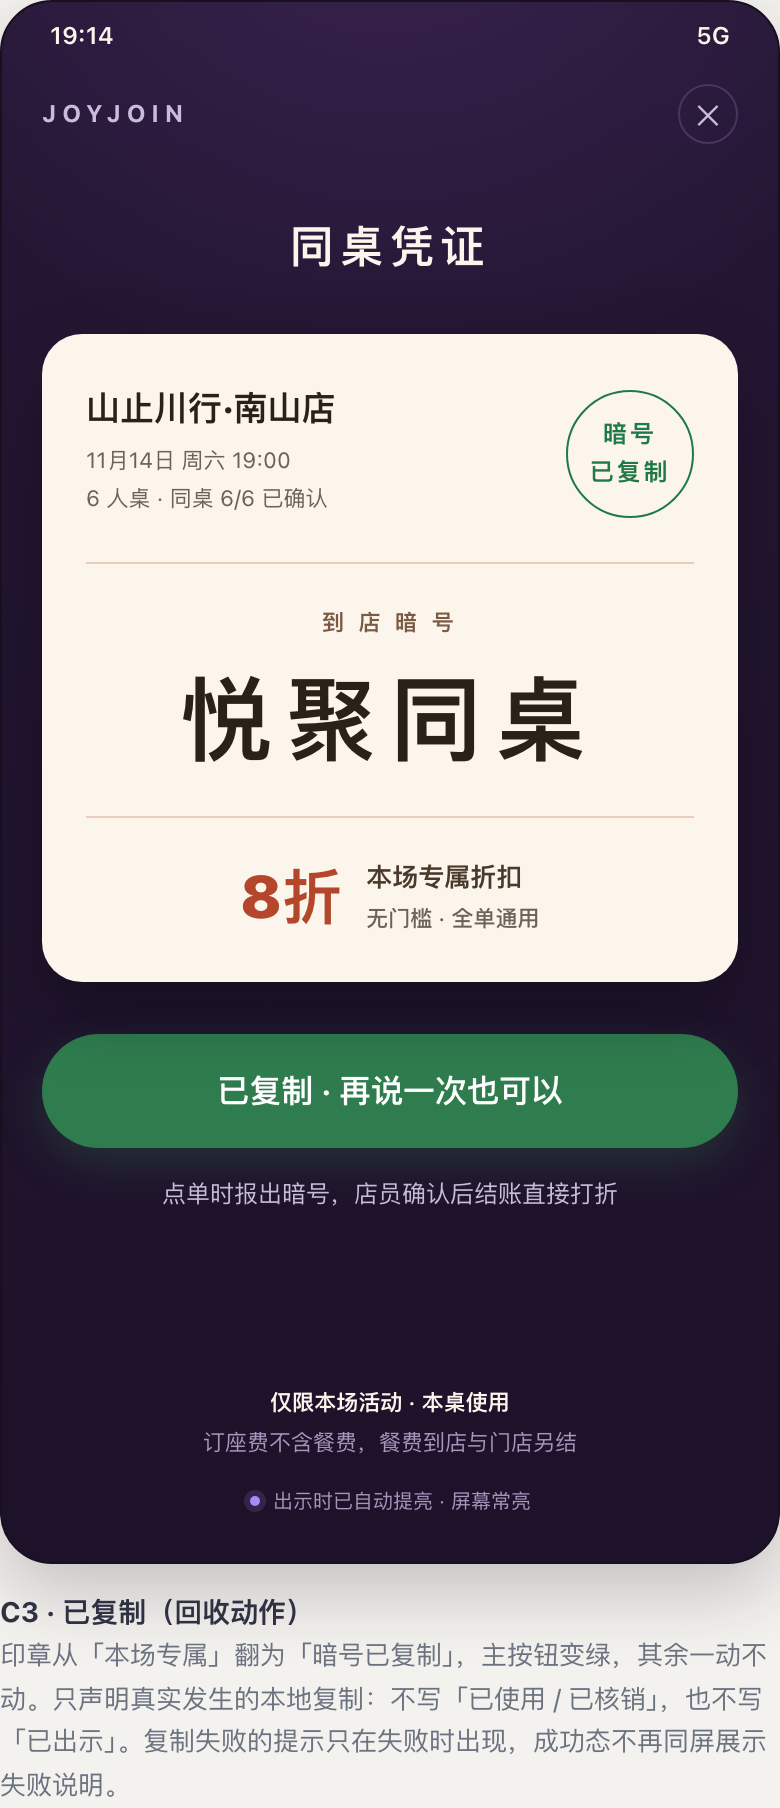 19:14
5G
JOYJOIN
同桌凭证
山止川行·南山店
11月14日 周六 19:00
6 人桌 · 同桌 6/6 已确认
暗号
已复制
到店暗号
悦聚同桌
8折
本场专属折扣
无门槛 · 全单通用
已复制 · 再说一次也可以
点单时报出暗号，店员确认后结账直接打折
仅限本场活动 · 本桌使用
订座费不含餐费，餐费到店与门店另结
出示时已自动提亮 · 屏幕常亮
C3 · 已复制（回收动作）
印章从「本场专属」翻为「暗号已复制」，主按钮变绿，其余一动不
动。只声明真实发生的本地复制：不写「已使用 / 已核销」，也不写
「已出示」。复制失败的提示只在失败时出现，成功态不再同屏展示
失败说明。